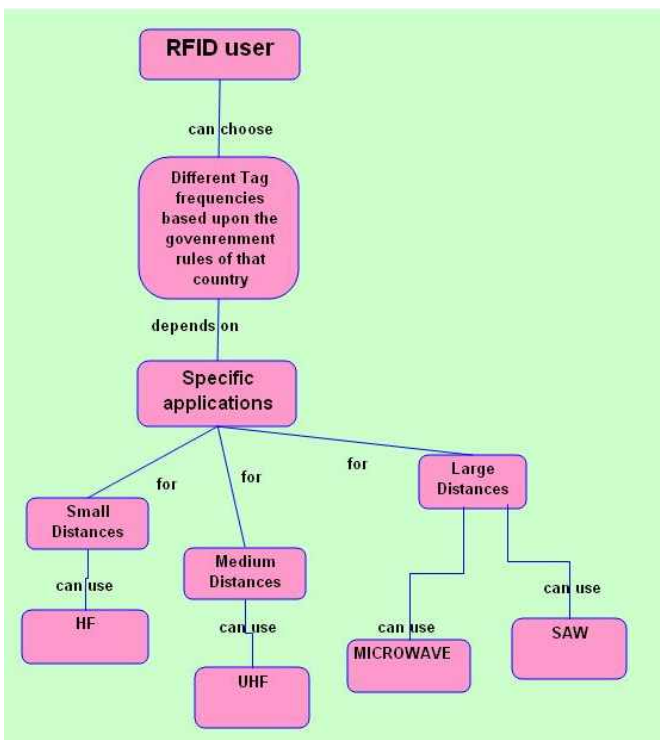 RFID user
can choose
Different Tag
frequencies
based upon the
govenrenment
rules of that
country
depends on
Specific
applications
for
for
for
Small
Distances
can use
HF
Medium
Distances
can use
UHF
Large
Distances
can use
MICROWAVE
can use
SAW